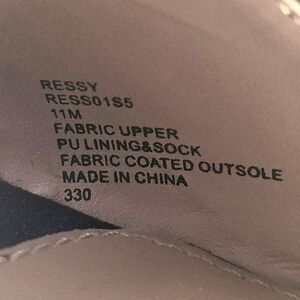 RESSY
RESS01S5
11M
FABRIC UPPER
PU LINING&SOCK
FABRIC COATED OUTSOLE
MADE IN CHINA
330